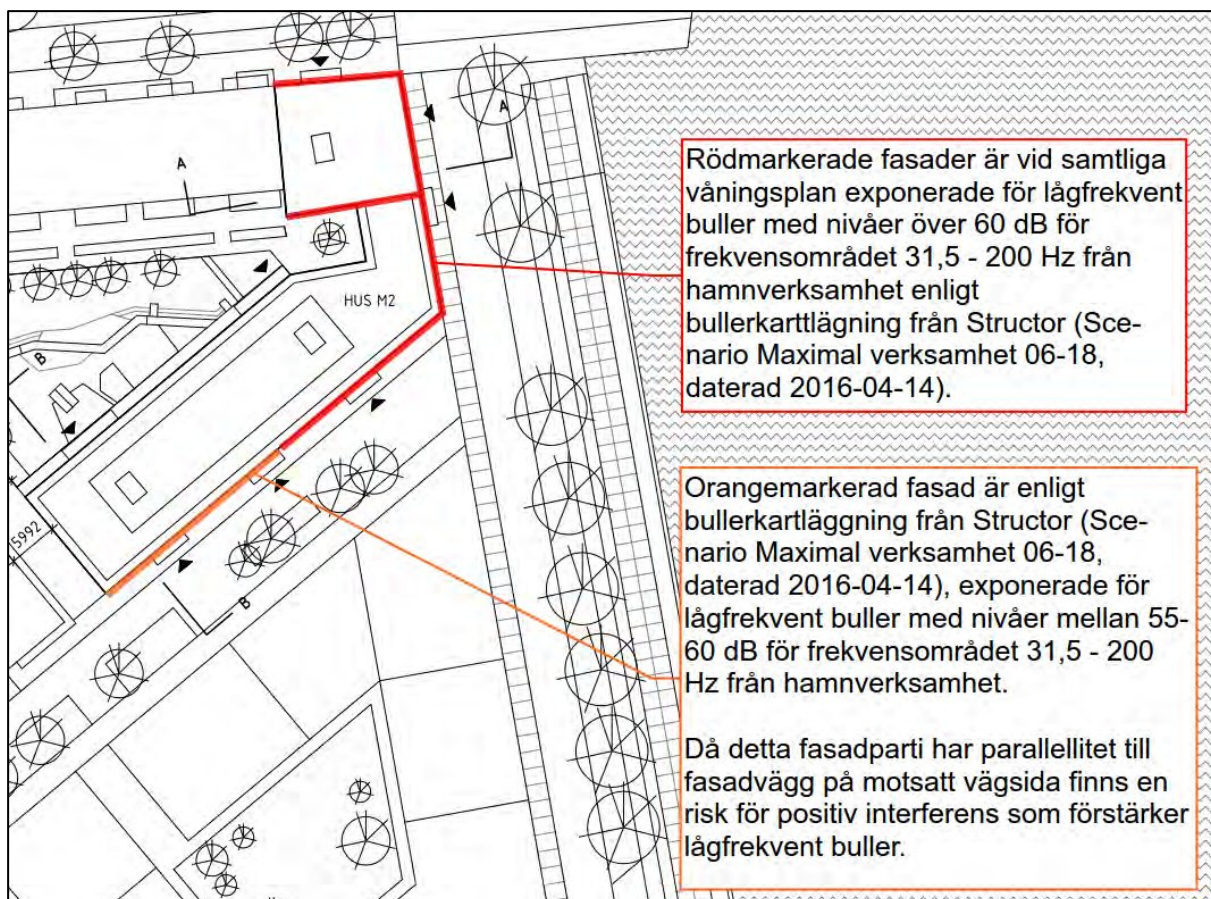 A
A
Rödmarkerade fasader är vid samtliga
våningsplan exponerade för lågfrekvent
buller med nivåer över 60 dB för
frekvensområdet 31,5 - 200 Hz från
hamnverksamhet enligt
bullerkarttlägning från Structor (Sce-
nario Maximal verksamhet 06-18,
daterad 2016-04-14).
HUS M2
B
5992
B
Orangemarkerad fasad är enligt
bullerkartläggning från Structor (Sce-
nario Maximal verksamhet 06-18,
daterad 2016-04-14), exponerade för
lågfrekvent buller med nivåer mellan 55-
60 dB för frekvensområdet 31,5 - 200
Hz från hamnverksamhet.
Då detta fasadparti har parallellitet till
fasadvägg på motsatt vägsida finns en
risk för positiv interferens som förstärker
lågfrekvent buller.